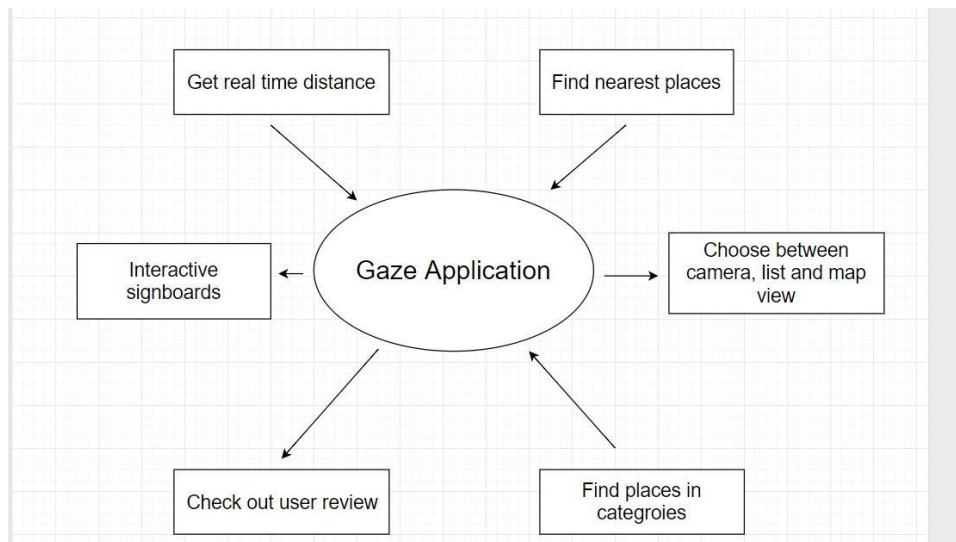 Get real time distance
Find nearest places
Interactive
signboards
Gaze Application
Choose between
camera, list and map
view
Check out user review
Find places in
categroies